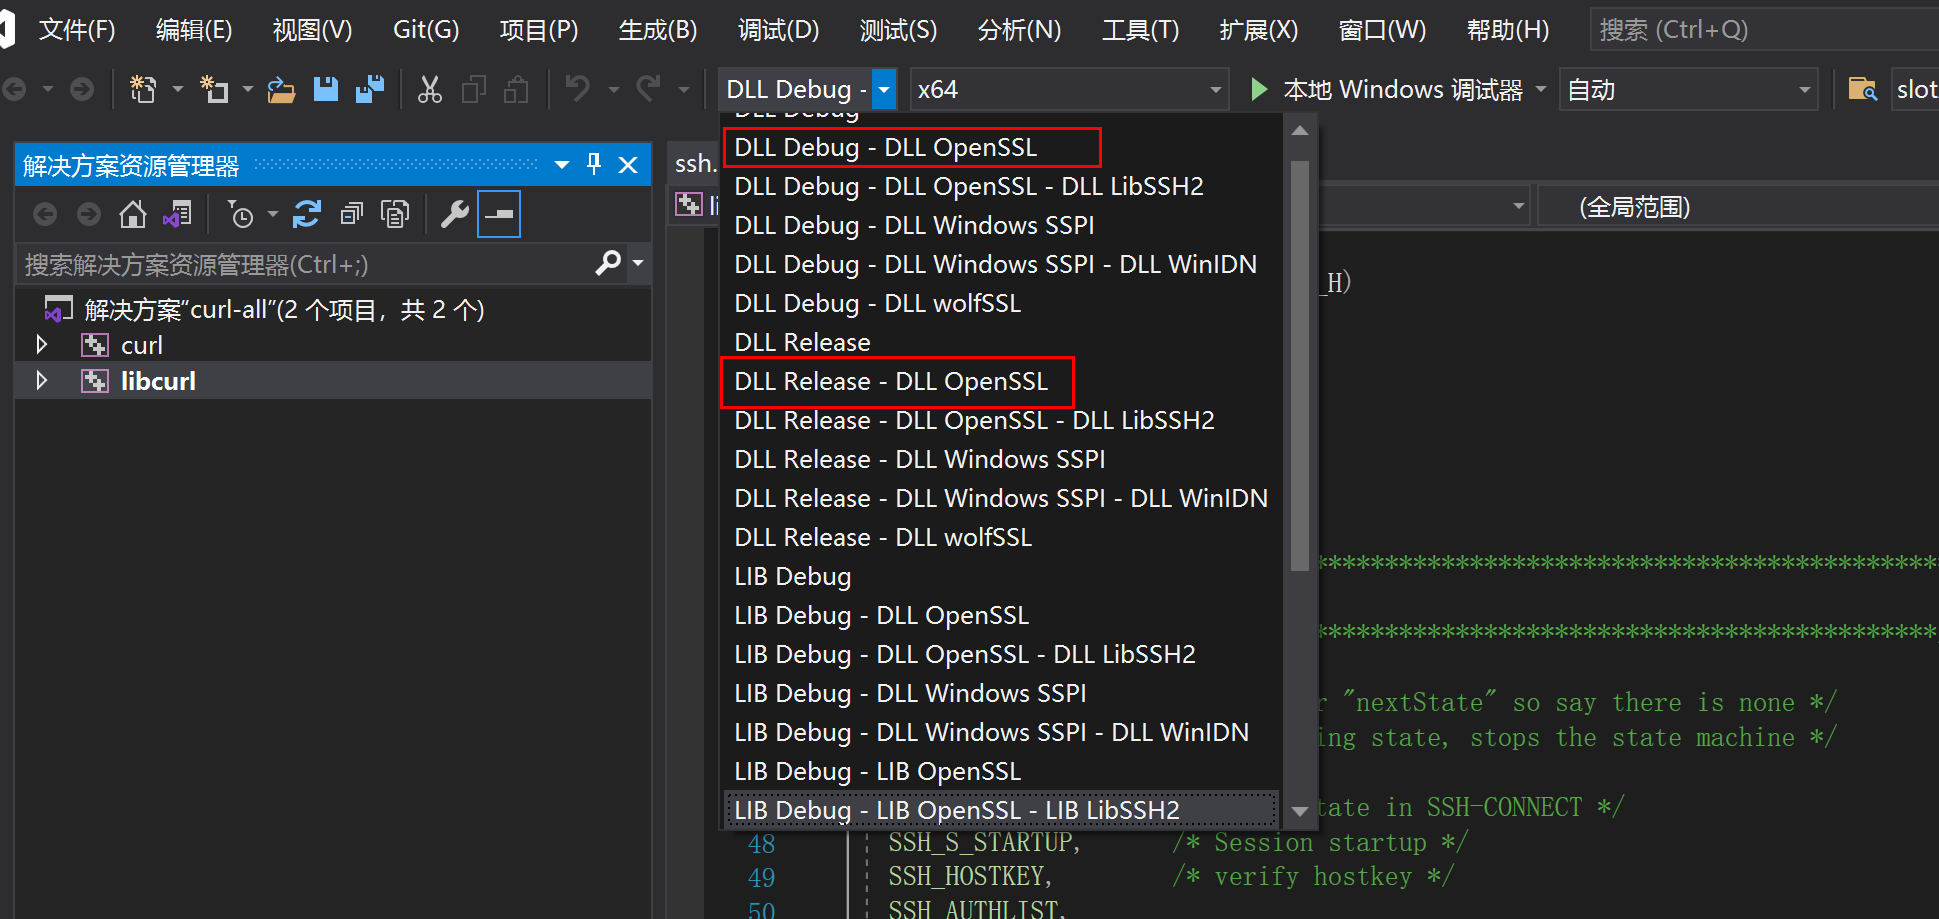 文件(F) 编辑(E) 视图(V) Git(G) 项目(P) 生成(B) 调试(D) 测试(S) 分析(N) 工具(T) 扩展(X) 窗口(W) 帮助(H) 搜索 (Ctrl+Q)
DLL Debug - x64 本地 Windows 调试器 自动 slot
DLL Debug
解决方案资源管理器
ssh.
DLL Debug - DLL OpenSSL
DLL Debug - DLL OpenSSL - DLL LibSSH2
(全局范围)
DLL Debug - DLL Windows SSPI
搜索解决方案资源管理器(Ctrl+;)
DLL Debug - DLL Windows SSPI - DLL WinIDN
_H)
解决方案“curl-all”(2 个项目，共 2 个)
DLL Debug - DLL wolfSSL
curl
DLL Release
libcurl
DLL Release - DLL OpenSSL
DLL Release - DLL OpenSSL - DLL LibSSH2
DLL Release - DLL Windows SSPI
DLL Release - DLL Windows SSPI - DLL WinIDN
DLL Release - DLL wolfSSL
LIB Debug
LIB Debug - DLL OpenSSL
LIB Debug - DLL OpenSSL - DLL LibSSH2
LIB Debug - DLL Windows SSPI
r "nextState" so say there is none */
LIB Debug - DLL Windows SSPI - DLL WinIDN
ing state, stops the state machine */
LIB Debug - LIB OpenSSL
LIB Debug - LIB OpenSSL - LIB LibSSH2
tate in SSH-CONNECT */
48 SSH_S_STARTUP, /* Session startup */
49 SSH_HOSTKEY, /* verify hostkey */
50 SSH_AUTHLIST,